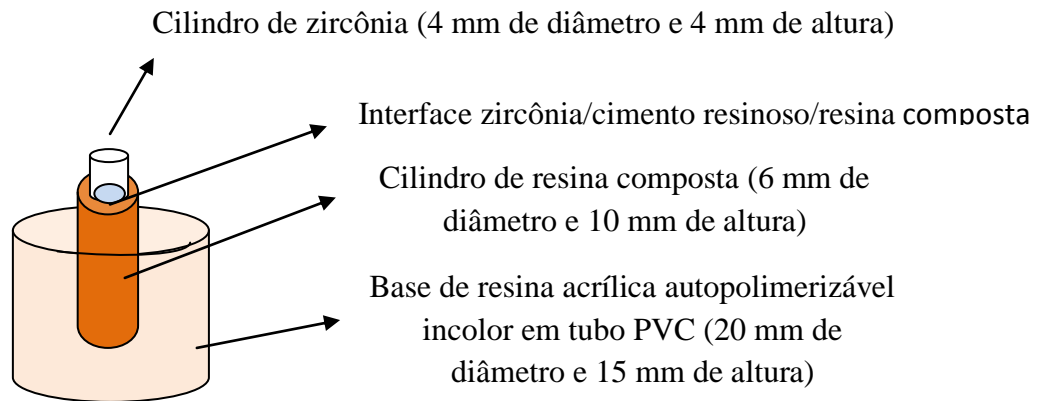 Cilindro de zircônia (4 mm de diâmetro e 4 mm de altura)
Interface zircônia/cimento resinoso/resina composta
Cilindro de resina composta (6 mm de
diâmetro e 10 mm de altura)
Base de resina acrílica autopolimerizável
incolor em tubo PVC (20 mm de
diâmetro e 15 mm de altura)